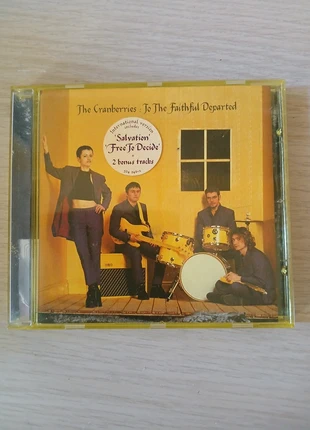 The Cranberries To The Faithful Departed
International version
includes
'Salvation'
'Free To Decide'
+
2 bonus tracks